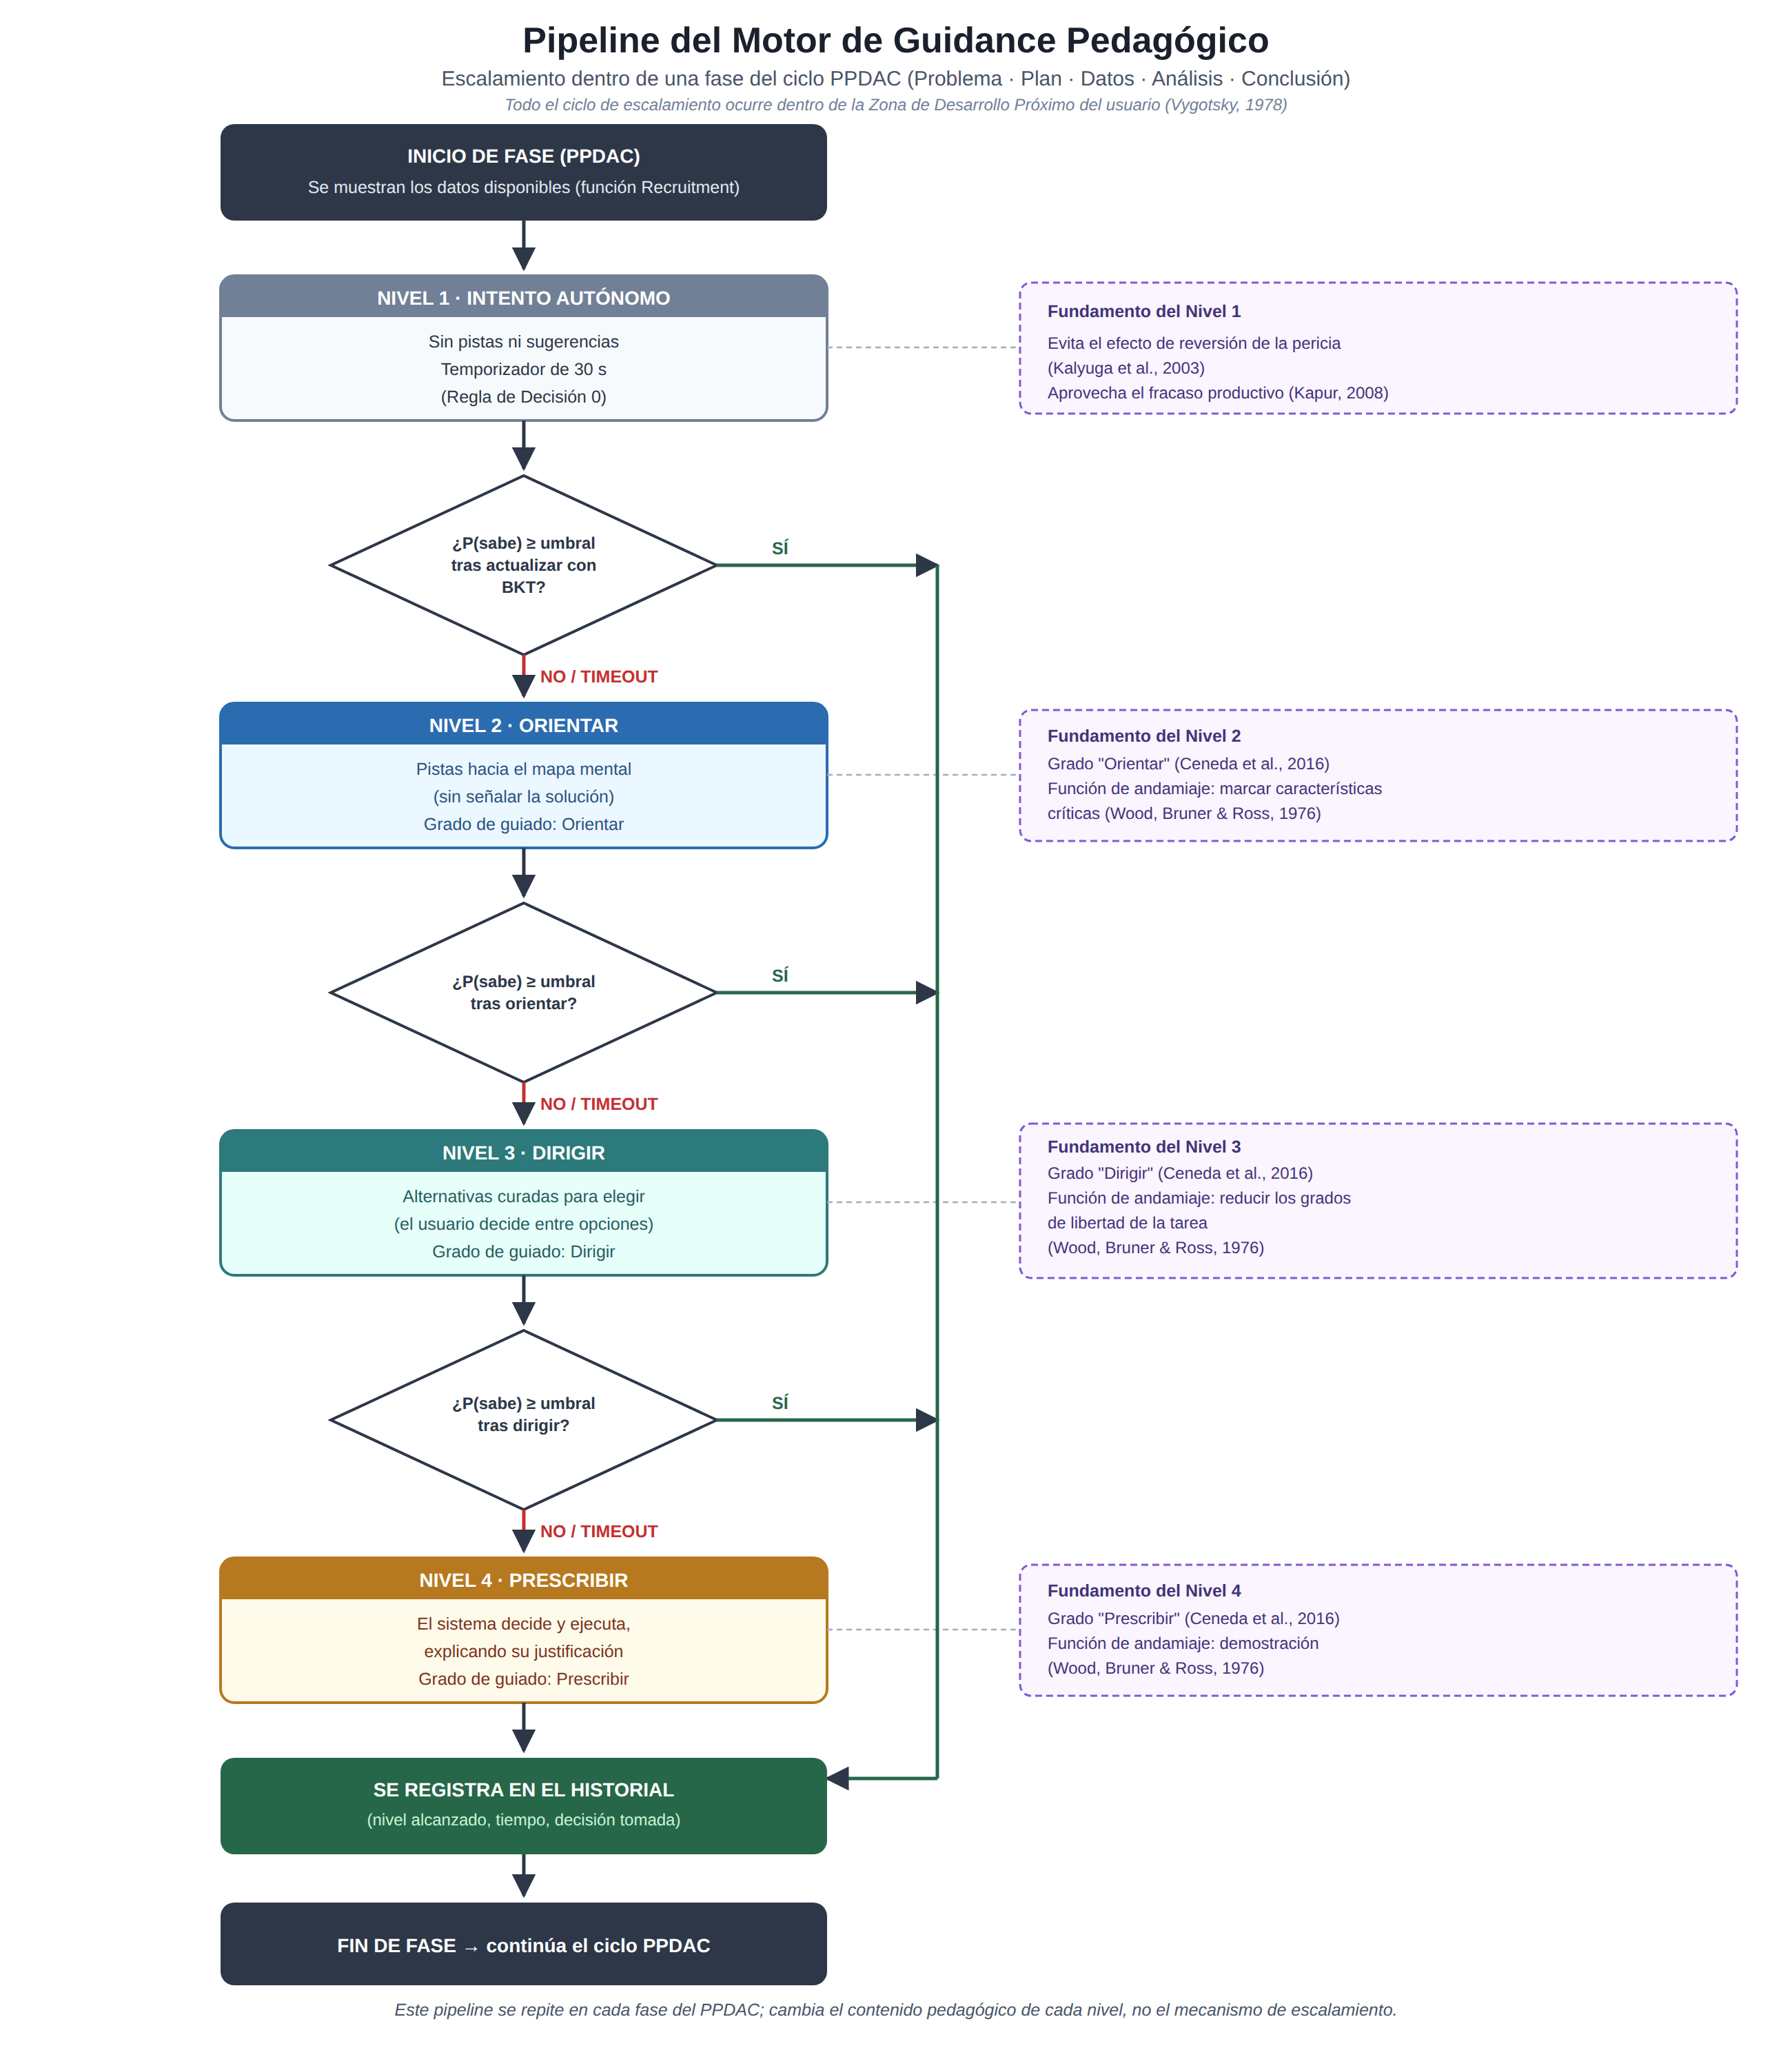 Pipeline del Motor de Guidance Pedagógico
Escalamiento dentro de una fase del ciclo PPDAC (Problema · Plan · Datos · Análisis · Conclusión)
Todo el ciclo de escalamiento ocurre dentro de la Zona de Desarrollo Próximo del usuario (Vygotsky, 1978)
INICIO DE FASE (PPDAC)
Se muestran los datos disponibles (función Recruitment)
NIVEL 1 · INTENTO AUTÓNOMO
Sin pistas ni sugerencias
Temporizador de 30 s
(Regla de Decisión 0)
Fundamento del Nivel 1
Evita el efecto de reversión de la pericia
(Kalyuga et al., 2003)
Aprovecha el fracaso productivo (Kapur, 2008)
¿P(sabe) ≥ umbral
tras actualizar con
BKT?
SÍ
NO / TIMEOUT
NIVEL 2 · ORIENTAR
Pistas hacia el mapa mental
(sin señalar la solución)
Grado de guiado: Orientar
Fundamento del Nivel 2
Grado "Orientar" (Ceneda et al., 2016)
Función de andamiaje: marcar características
críticas (Wood, Bruner & Ross, 1976)
¿P(sabe) ≥ umbral
tras orientar?
SÍ
NO / TIMEOUT
NIVEL 3 · DIRIGIR
Alternativas curadas para elegir
(el usuario decide entre opciones)
Grado de guiado: Dirigir
Fundamento del Nivel 3
Grado "Dirigir" (Ceneda et al., 2016)
Función de andamiaje: reducir los grados
de libertad de la tarea
(Wood, Bruner & Ross, 1976)
¿P(sabe) ≥ umbral
tras dirigir?
SÍ
NO / TIMEOUT
NIVEL 4 · PRESCRIBIR
El sistema decide y ejecuta,
explicando su justificación
Grado de guiado: Prescribir
Fundamento del Nivel 4
Grado "Prescribir" (Ceneda et al., 2016)
Función de andamiaje: demostración
(Wood, Bruner & Ross, 1976)
SE REGISTRA EN EL HISTORIAL
(nivel alcanzado, tiempo, decisión tomada)
FIN DE FASE → continúa el ciclo PPDAC
Este pipeline se repite en cada fase del PPDAC; cambia el contenido pedagógico de cada nivel, no el mecanismo de escalamiento.